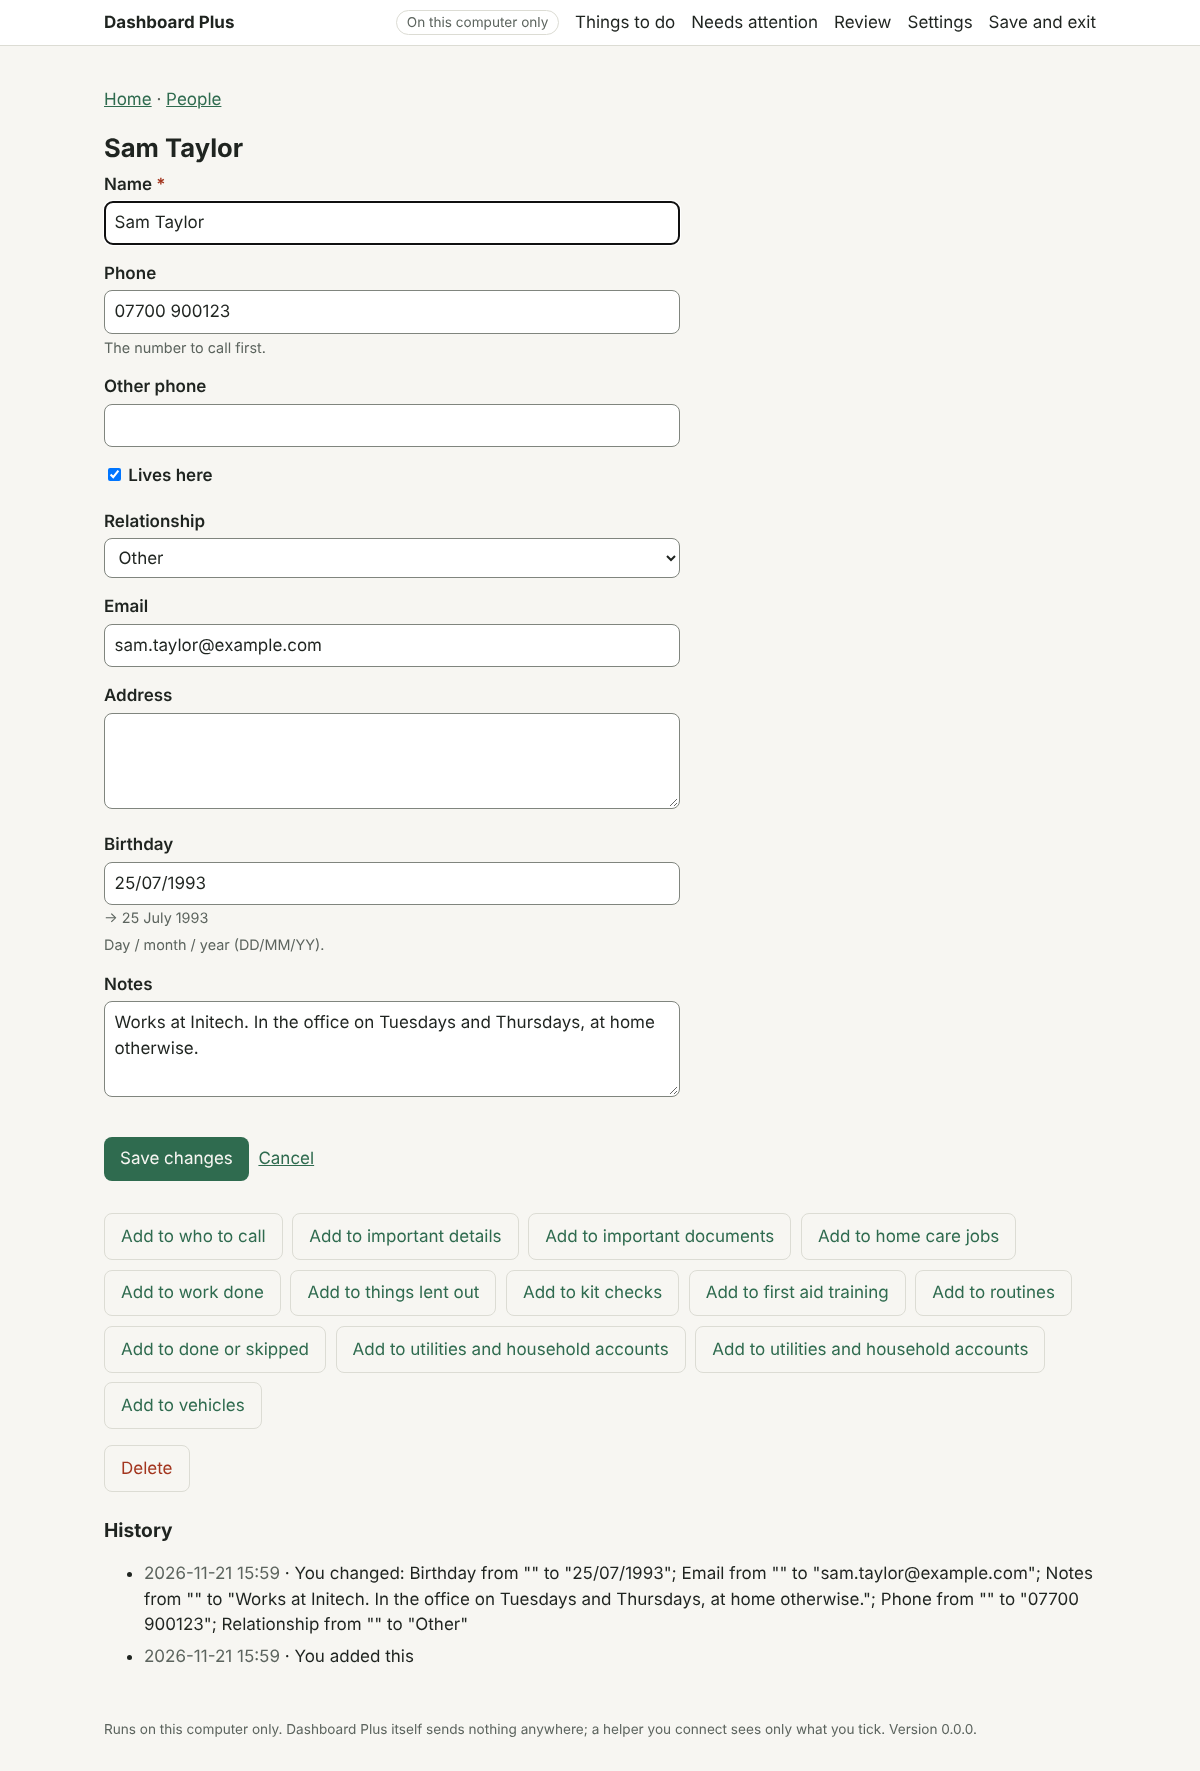 Dashboard Plus
On this computer only
Things to do
Needs attention
Review
Settings
Save and exit
Home · People
Sam Taylor
Name *
Sam Taylor
Phone
07700 900123
The number to call first.
Other phone
Lives here
Relationship
Other
Email
sam.taylor@example.com
Address
Birthday
25/07/1993
→ 25 July 1993
Day / month / year (DD/MM/YY).
Notes
Works at Initech. In the office on Tuesdays and Thursdays, at home
otherwise.
Save changes
Cancel
Add to who to call
Add to important details
Add to important documents
Add to home care jobs
Add to work done
Add to things lent out
Add to kit checks
Add to first aid training
Add to routines
Add to done or skipped
Add to utilities and household accounts
Add to utilities and household accounts
Add to vehicles
Delete
History
2026-11-21 15:59 · You changed: Birthday from "" to "25/07/1993"; Email from "" to "sam.taylor@example.com"; Notes
from "" to "Works at Initech. In the office on Tuesdays and Thursdays, at home otherwise."; Phone from "" to "07700
900123"; Relationship from "" to "Other"
2026-11-21 15:59 · You added this
Runs on this computer only. Dashboard Plus itself sends nothing anywhere; a helper you connect sees only what you tick. Version 0.0.0.